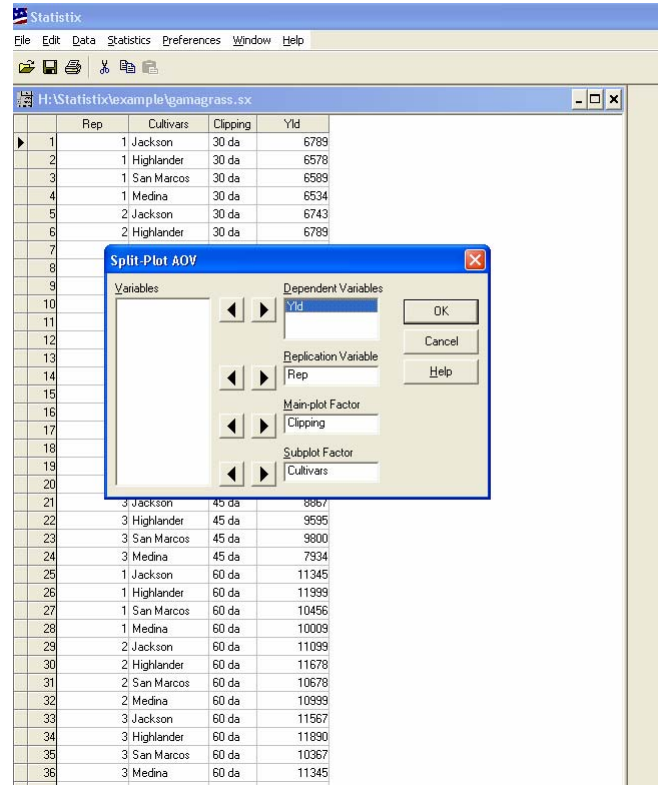 Statistix
File Edit Data Statistics Preferences Window Help
H:\Statistix\example\gamagrass.sx
Rep Cultivars Clipping Yld
1 1 Jackson 30 da 6789
2 1 Highlander 30 da 6578
3 1 San Marcos 30 da 6589
4 1 Medina 30 da 6534
5 2 Jackson 30 da 6743
6 2 Highlander 30 da 6789
7
8
9
10
11
12
13
14
15
16
17
18
19
20
Split-Plot AOV
Variables
Dependent Variables
Yld
OK
Cancel
Help
Replication Variable
Rep
Main-plot Factor
Clipping
Subplot Factor
Cultivars
21 3 Jackson 45 da 8867
22 3 Highlander 45 da 9595
23 3 San Marcos 45 da 9800
24 3 Medina 45 da 7934
25 1 Jackson 60 da 11345
26 1 Highlander 60 da 11999
27 1 San Marcos 60 da 10456
28 1 Medina 60 da 10009
29 2 Jackson 60 da 11099
30 2 Highlander 60 da 11678
31 2 San Marcos 60 da 10678
32 2 Medina 60 da 10999
33 3 Jackson 60 da 11567
34 3 Highlander 60 da 11890
35 3 San Marcos 60 da 10367
36 3 Medina 60 da 11345